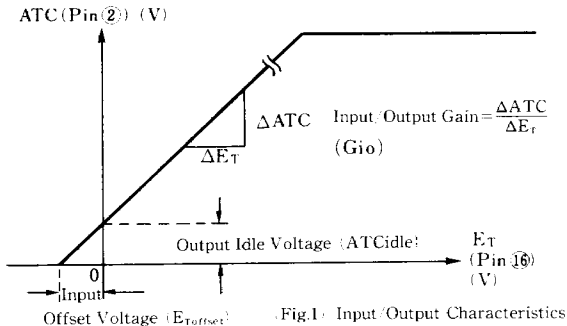 ATC(Pin②) (V)
ΔATC
ΔET
Input/Output Gain=ΔATC/ΔET
(Gio)
Output Idle Voltage (ATCidle)
ET
(Pin⑯)
(V)
0
Input
Offset Voltage (EToffset)
(Fig.1) Input/Output Characteristics